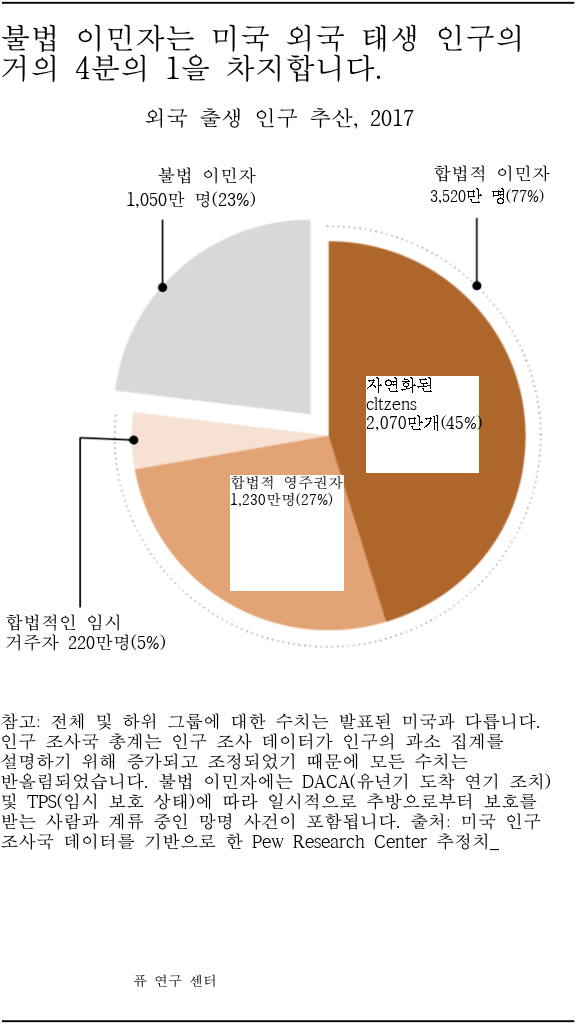 불법 이민자는 미국 외국 태생 인구의
거의 4분의 1을 차지합니다.
외국 출생 인구 추산, 2017
불법 이민자
1,050만 명(23%)
합법적 이민자
3,520만 명(77%)
자연화된
cltzens
2,070만개(45%)
합법적 영주권자
1,230만명(27%)
합법적인 임시
거주자 220만명(5%)
참고: 전체 및 하위 그룹에 대한 수치는 발표된 미국과 다릅니다.
인구 조사국 총계는 인구 조사 데이터가 인구의 과소 집계를
설명하기 위해 증가되고 조정되었기 때문에 모든 수치는
반올림되었습니다. 불법 이민자에는 DACA(유년기 도착 연기 조치)
및 TPS(임시 보호 상태)에 따라 일시적으로 추방으로부터 보호를
받는 사람과 계류 중인 망명 사건이 포함됩니다. 출처: 미국 인구
조사국 데이터를 기반으로 한 Pew Research Center 추정치_
퓨 연구 센터